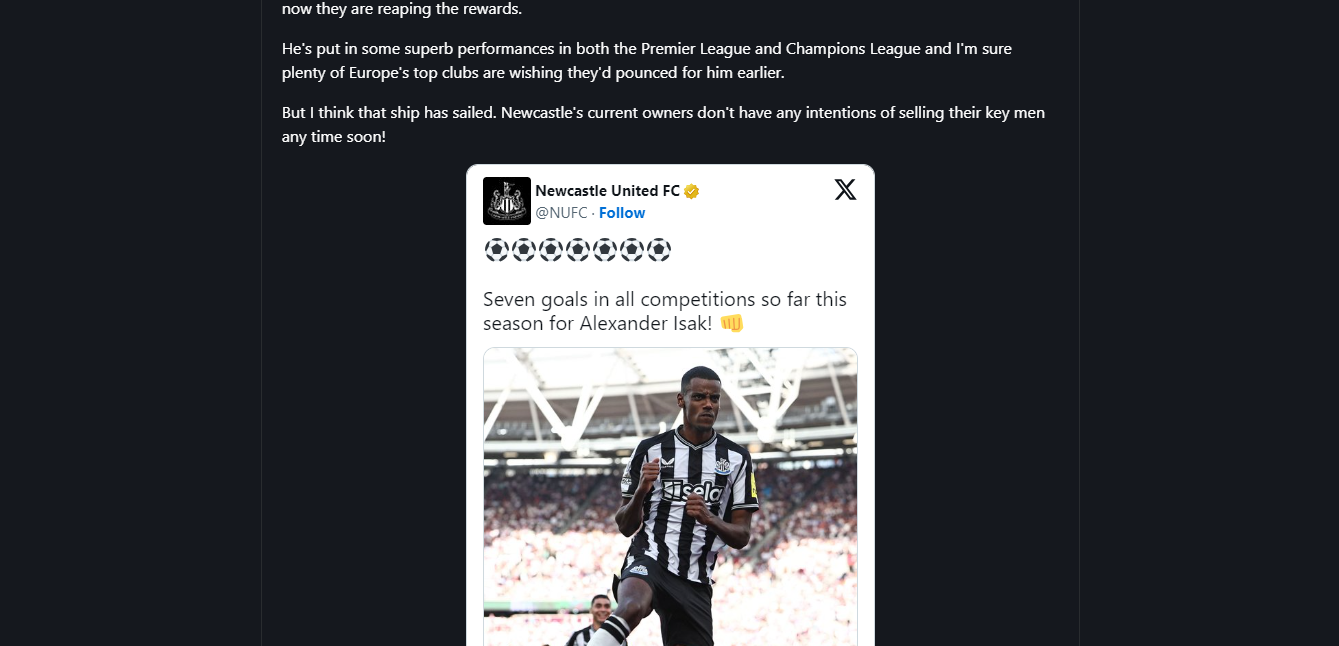 now they are reaping the rewards.
He's put in some superb performances in both the Premier League and Champions League and I'm sure
plenty of Europe's top clubs are wishing they'd pounced for him earlier.
But I think that ship has sailed. Newcastle's current owners don't have any intentions of selling their key men
any time soon!
Newcastle United FC
@NUFC · Follow
Seven goals in all competitions so far this
season for Alexander Isak!
sela